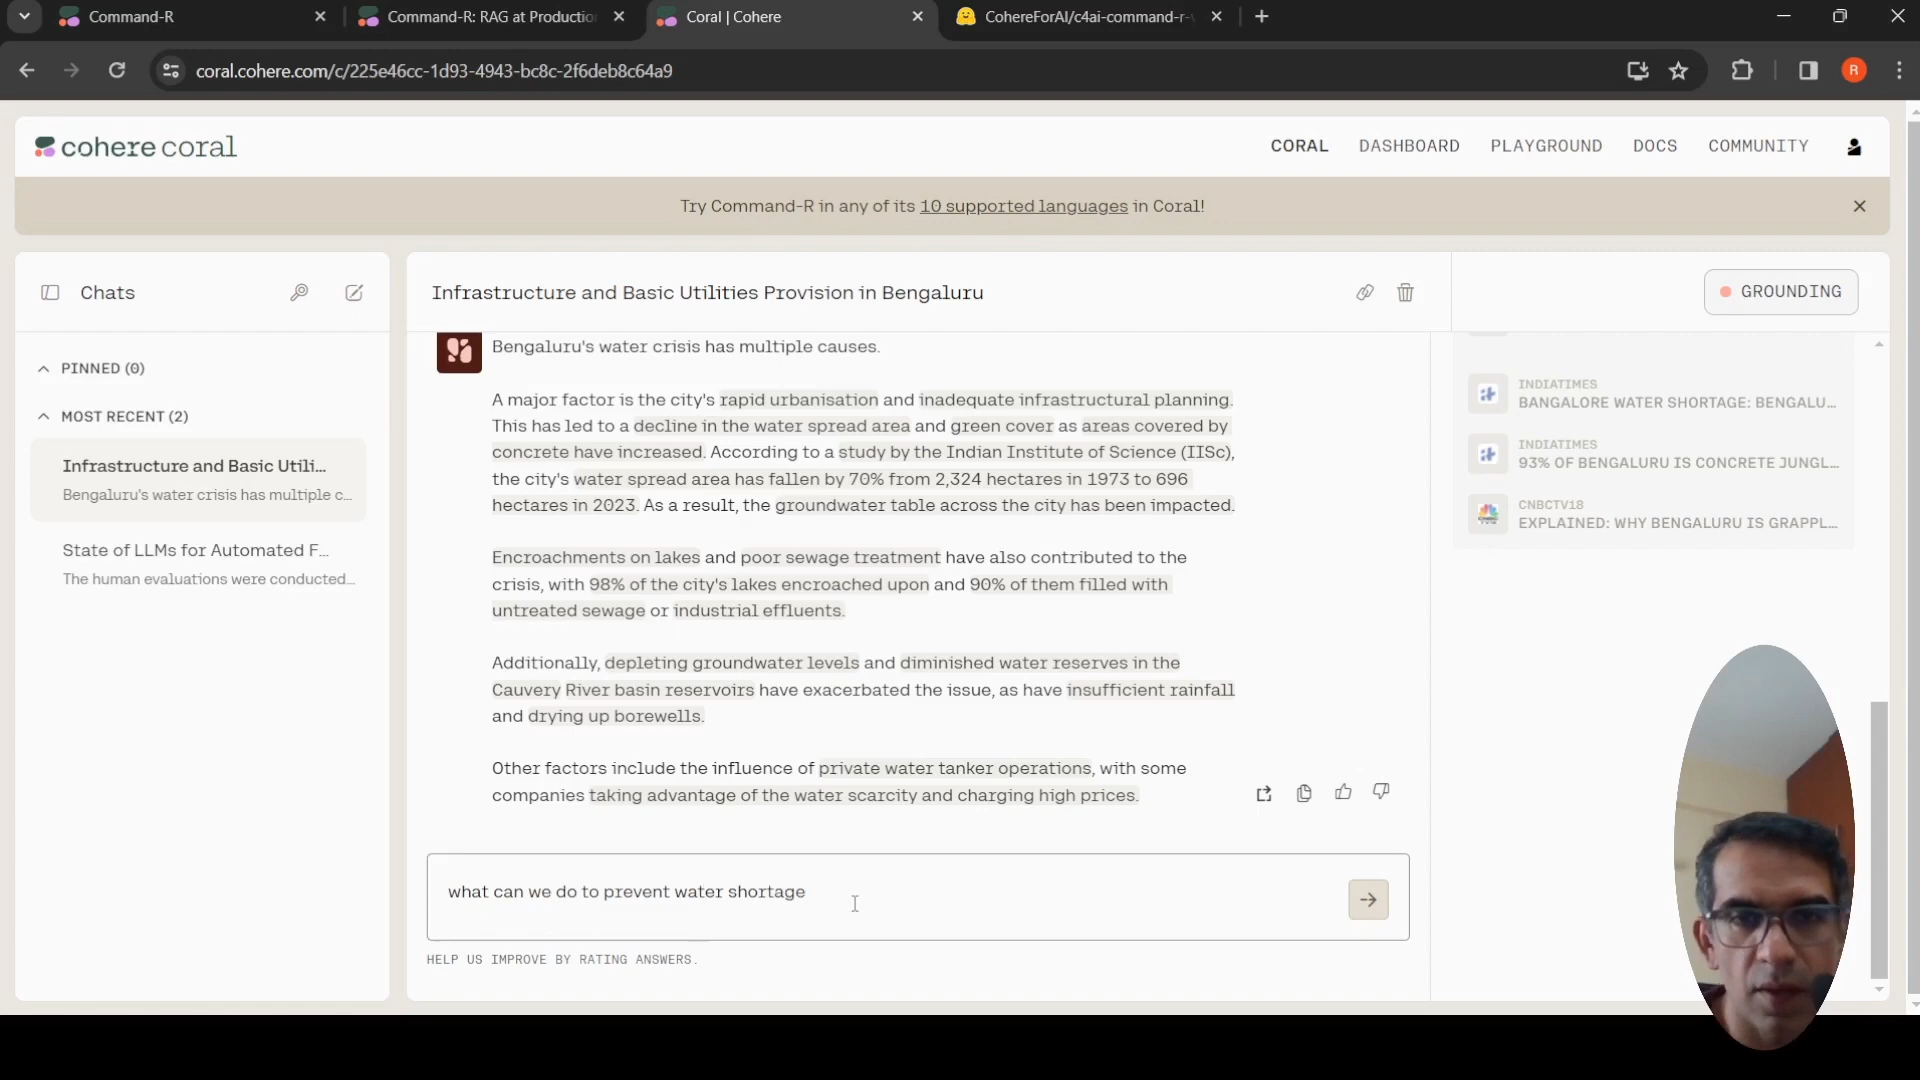 Command-R
Command-R: RAG at Productio
Coral | Cohere
CohereForAI/c4ai-command-r-v
coral.cohere.com/c/225e46cc-1d93-4943-bc8c-2f6deb8c64a9
R
cohere coral
CORAL
DASHBOARD
PLAYGROUND
DOCS
COMMUNITY
Try Command-R in any of its 10 supported languages in Coral!
Chats
PINNED (0)
MOST RECENT (2)
Infrastructure and Basic Utili...
Bengaluru's water crisis has multiple c...
State of LLMs for Automated F...
The human evaluations were conducted...
Infrastructure and Basic Utilities Provision in Bengaluru
Bengaluru's water crisis has multiple causes.
A major factor is the city's rapid urbanisation and inadequate infrastructural planning.
This has led to a decline in the water spread area and green cover as areas covered by
concrete have increased. According to a study by the Indian Institute of Science (IISc),
the city's water spread area has fallen by 70% from 2,324 hectares in 1973 to 696
hectares in 2023. As a result, the groundwater table across the city has been impacted.
Encroachments on lakes and poor sewage treatment have also contributed to the
crisis, with 98% of the city's lakes encroached upon and 90% of them filled with
untreated sewage or industrial effluents.
Additionally, depleting groundwater levels and diminished water reserves in the
Cauvery River basin reservoirs have exacerbated the issue, as have insufficient rainfall
and drying up borewells.
Other factors include the influence of private water tanker operations, with some
companies taking advantage of the water scarcity and charging high prices.
what can we do to prevent water shortage
HELP US IMPROVE BY RATING ANSWERS.
GROUNDING
INDIATIMES
BANGALORE WATER SHORTAGE: BENGALU...
INDIATIMES
93% OF BENGALURU IS CONCRETE JUNGL...
CNBCTV18
EXPLAINED: WHY BENGALURU IS GRAPPL...